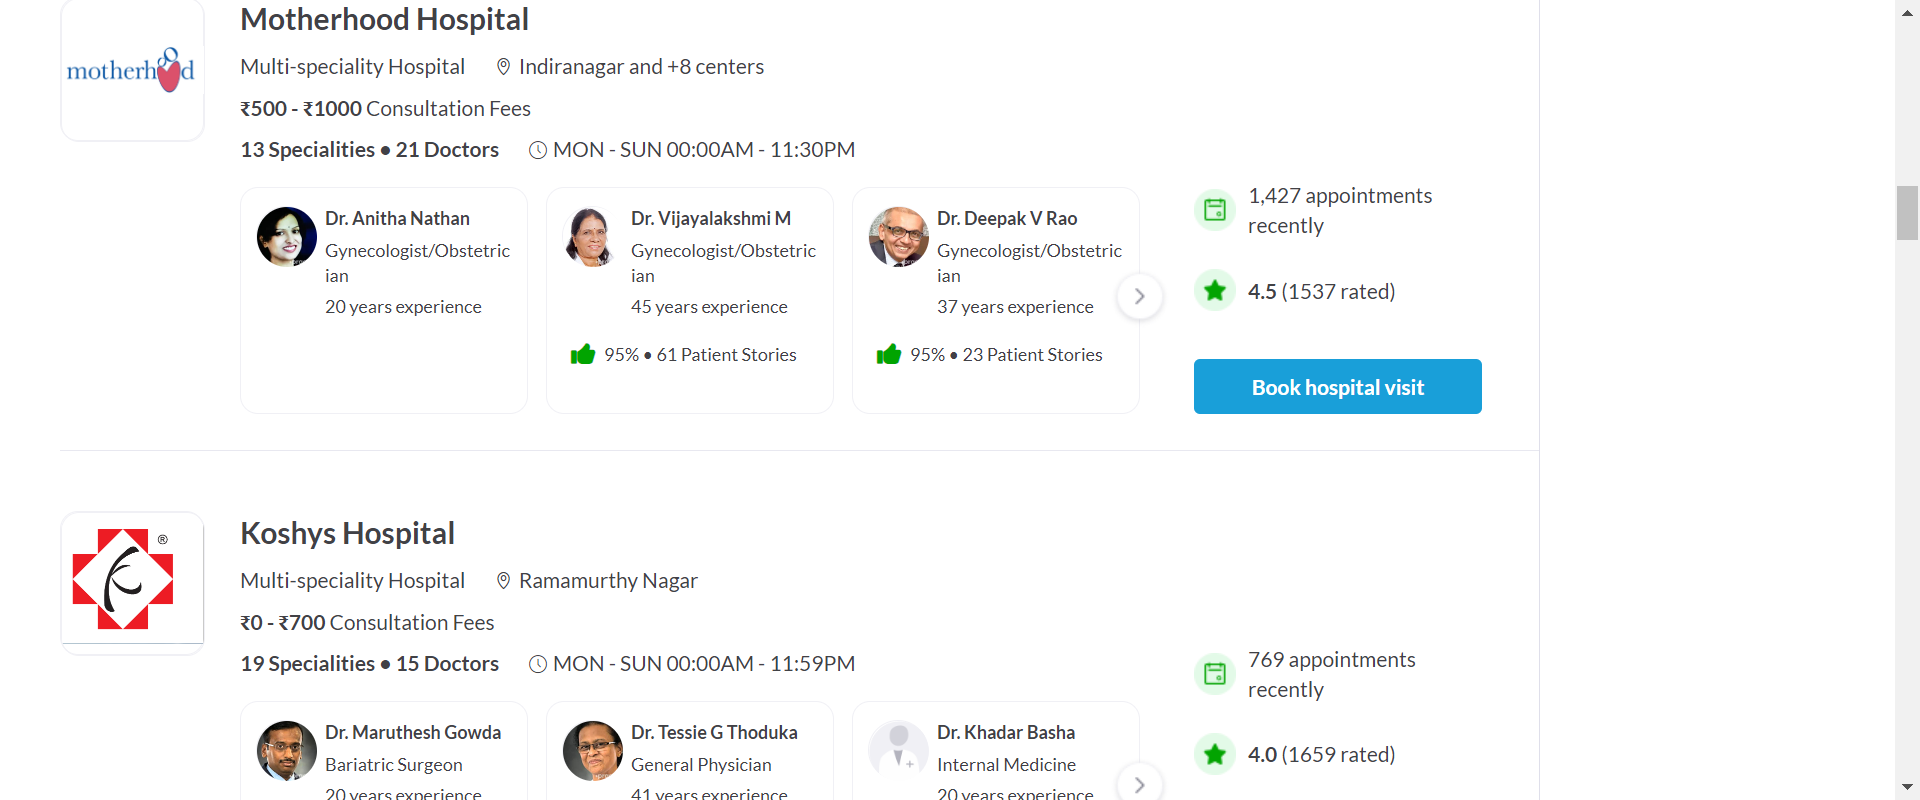 Motherhood Hospital
motherhood
Multi-speciality Hospital Indiranagar and +8 centers
₹500 - ₹1000 Consultation Fees
13 Specialities • 21 Doctors MON - SUN 00:00AM - 11:30PM
Dr. Anitha Nathan
Gynecologist/Obstetric
ian
20 years experience
Dr. Vijayalakshmi M
Gynecologist/Obstetric
ian
45 years experience
95% • 61 Patient Stories
Dr. Deepak V Rao
Gynecologist/Obstetric
ian
37 years experience
95% • 23 Patient Stories
1,427 appointments
recently
4.5 (1537 rated)
Book hospital visit
Koshys Hospital
®
Multi-speciality Hospital Ramamurthy Nagar
₹0 - ₹700 Consultation Fees
19 Specialities • 15 Doctors MON - SUN 00:00AM - 11:59PM
Dr. Maruthesh Gowda
Bariatric Surgeon
20 years experience
Dr. Tessie G Thoduka
General Physician
41 years experience
Dr. Khadar Basha
Internal Medicine
20 years experience
769 appointments
recently
4.0 (1659 rated)